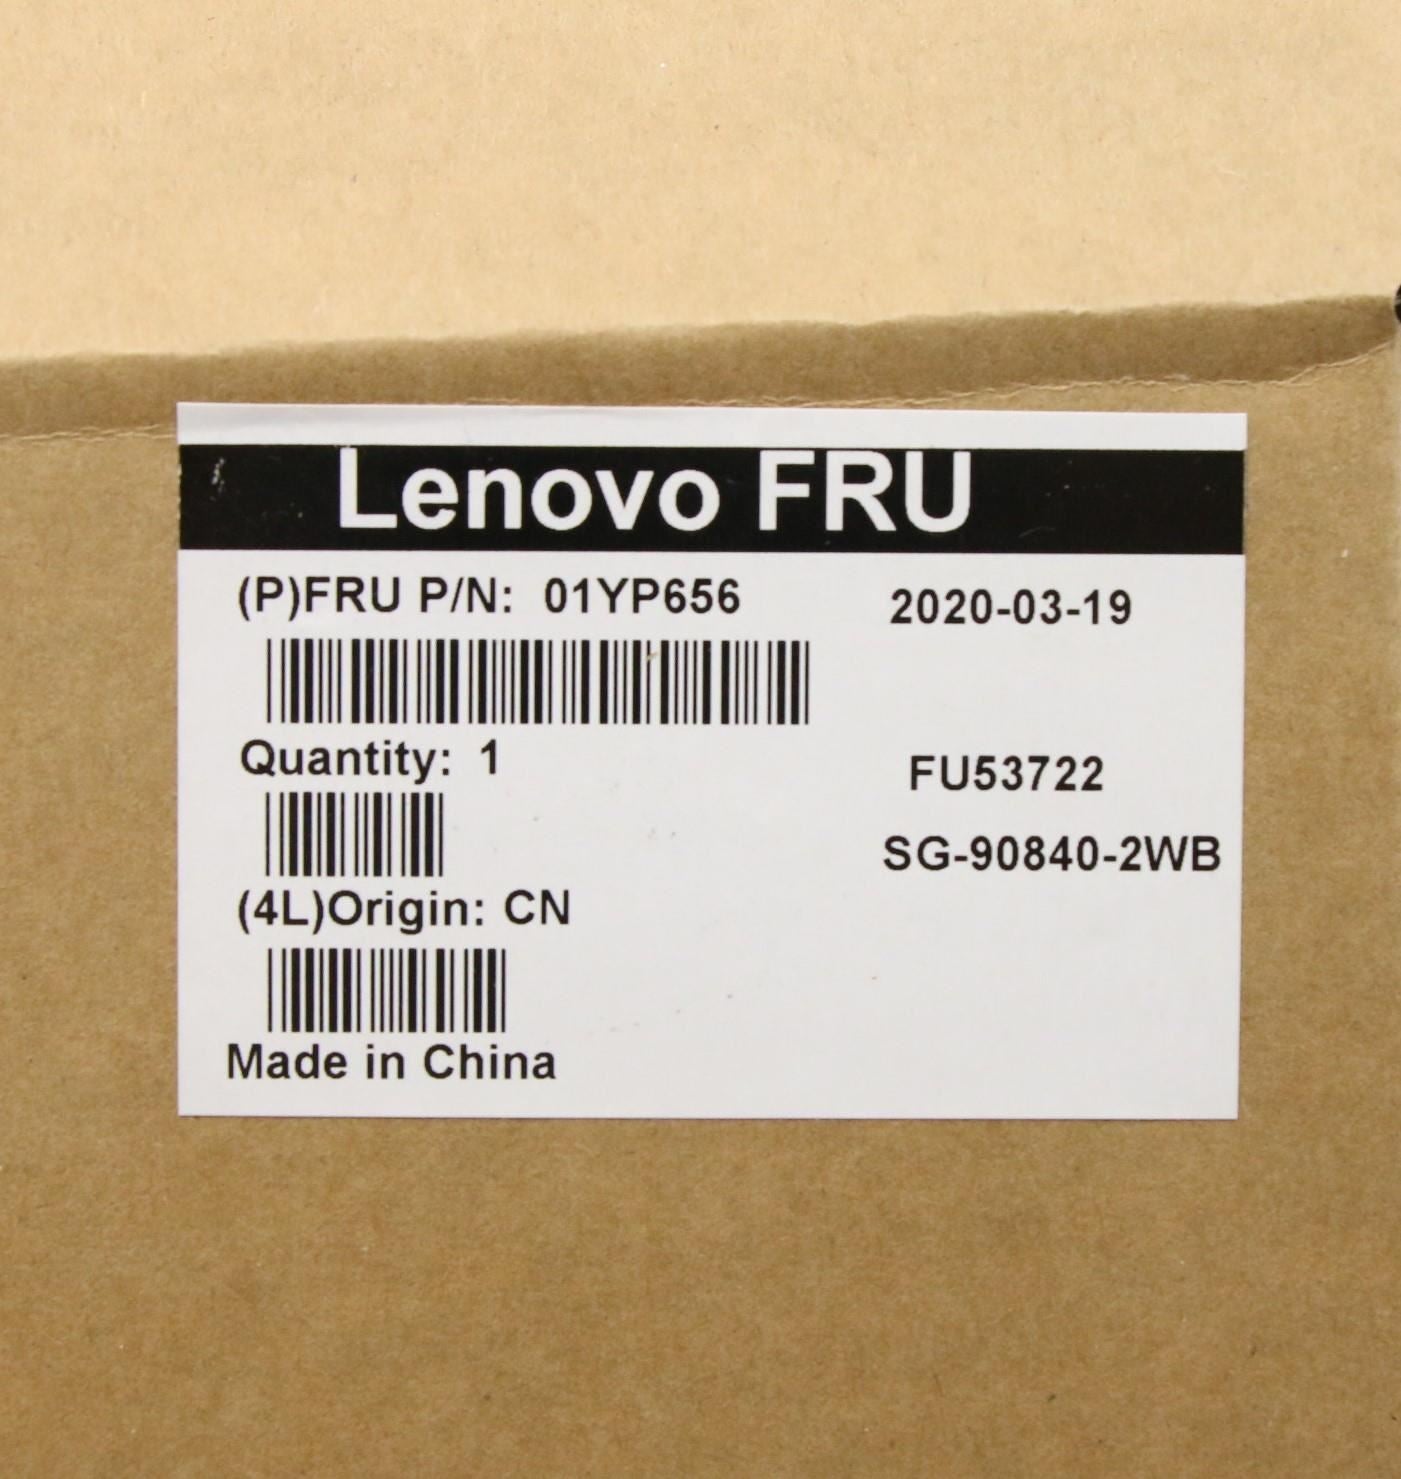 Lenovo FRU
(P)FRU P/N: 01YP656
2020-03-19
Quantity: 1
FU53722
SG-90840-2WB
(4L)Origin: CN
Made in China